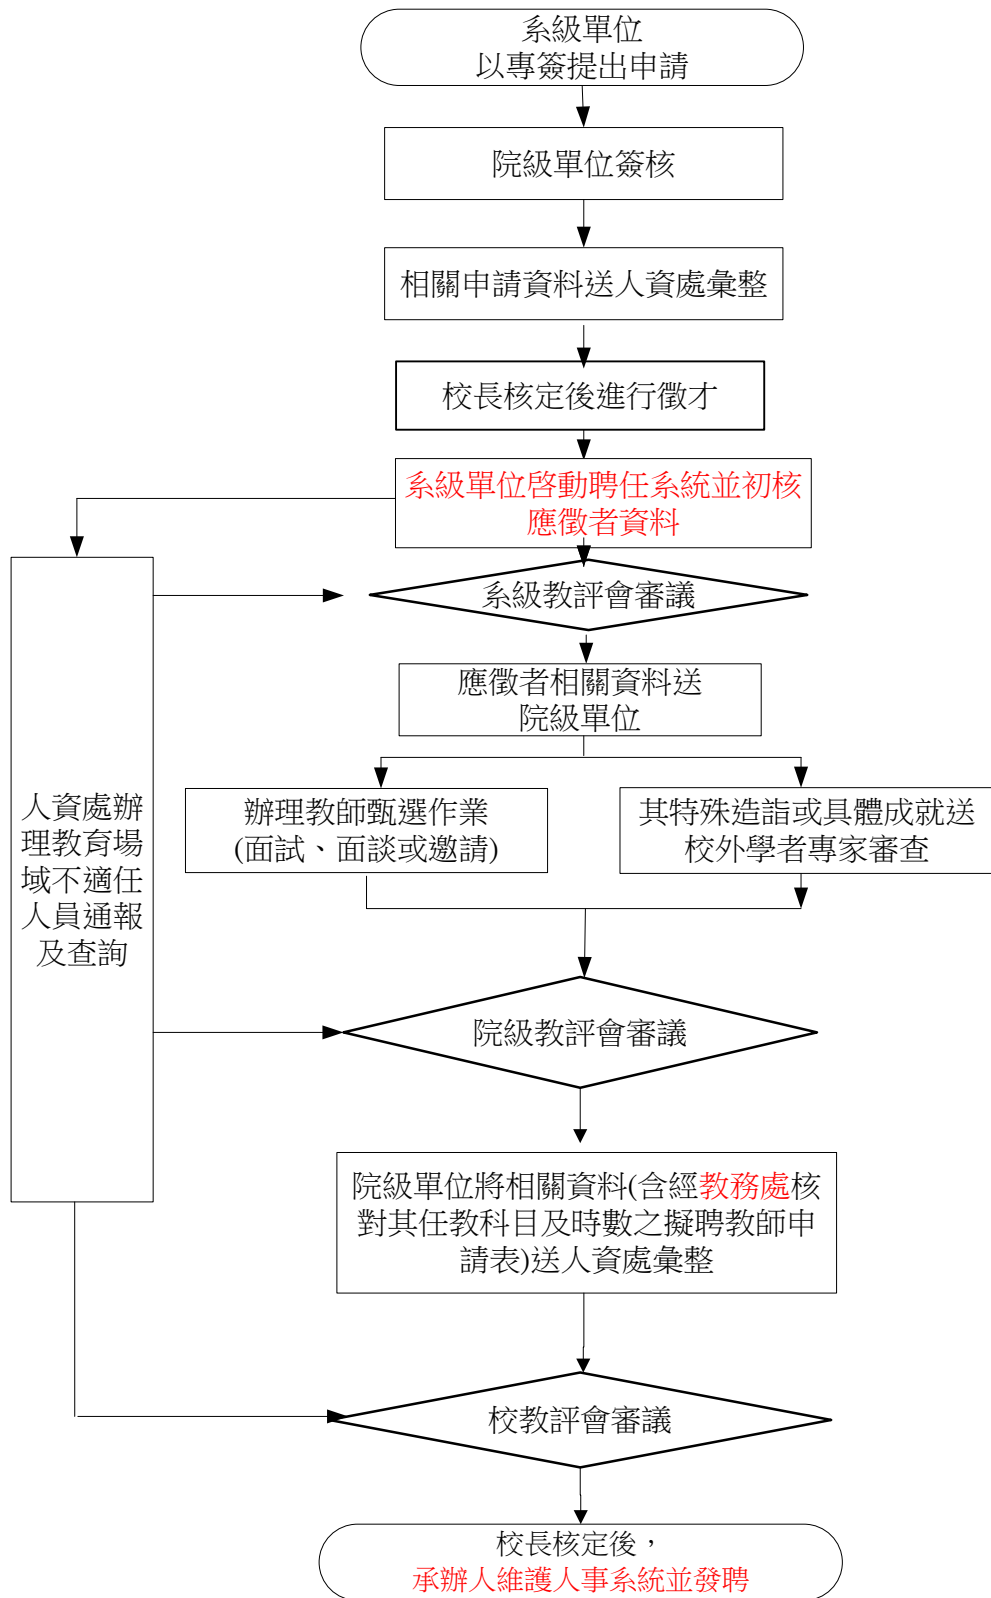 系級單位
以專簽提出申請
院級單位簽核
相關申請資料送人資處彙整
校長核定後進行徵才
系級單位啓動聘任系統並初核
應徵者資料
系級教評會審議
應徵者相關資料送
院級單位
人資處辦
理教育場
域不適任
人員通報
及查詢
辦理教師甄選作業
(面試、面談或邀請)
其特殊造詣或具體成就送
校外學者專家審查
院級教評會審議
院級單位將相關資料(含經教務處核
對其任教科目及時數之擬聘教師申
請表)送人資處彙整
校教評會審議
校長核定後，
承辦人維護人事系統並發聘